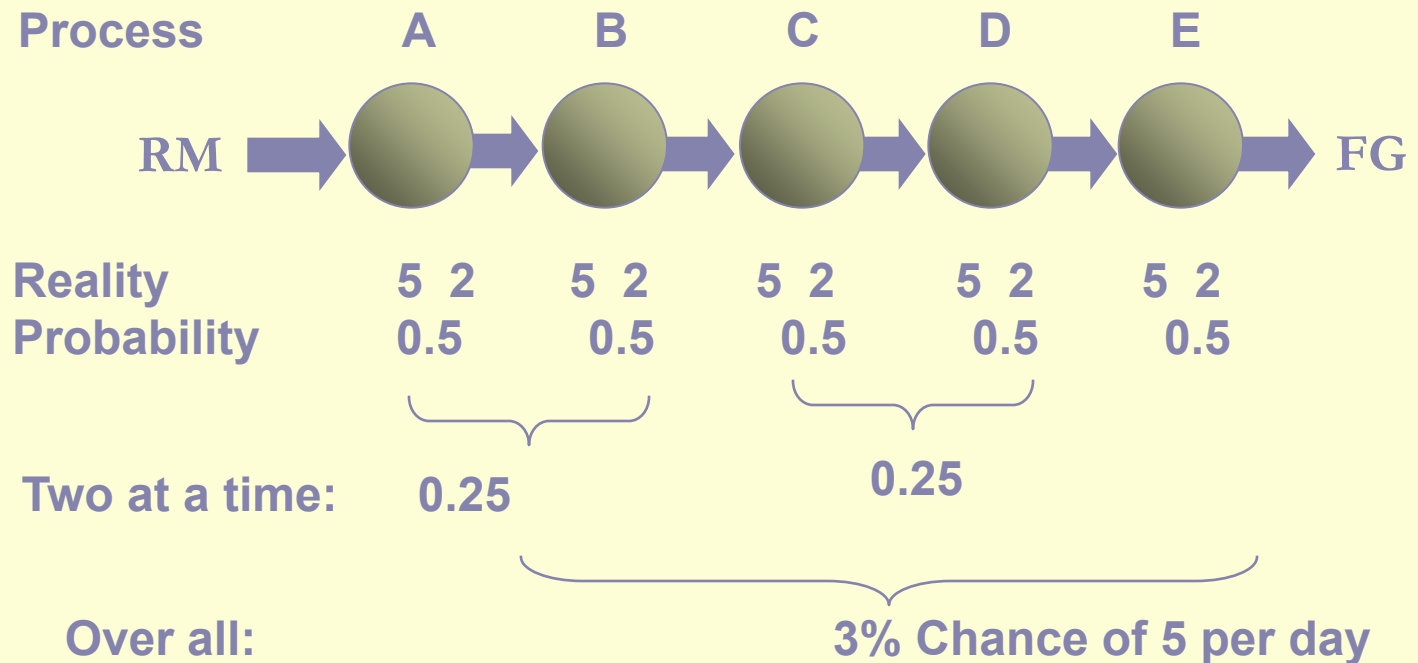 Process A B C D E
RM FG
Reality 5 2 5 2 5 2 5 2 5 2
Probability 0.5 0.5 0.5 0.5 0.5
Two at a time: 0.25 0.25
Over all: 3% Chance of 5 per day